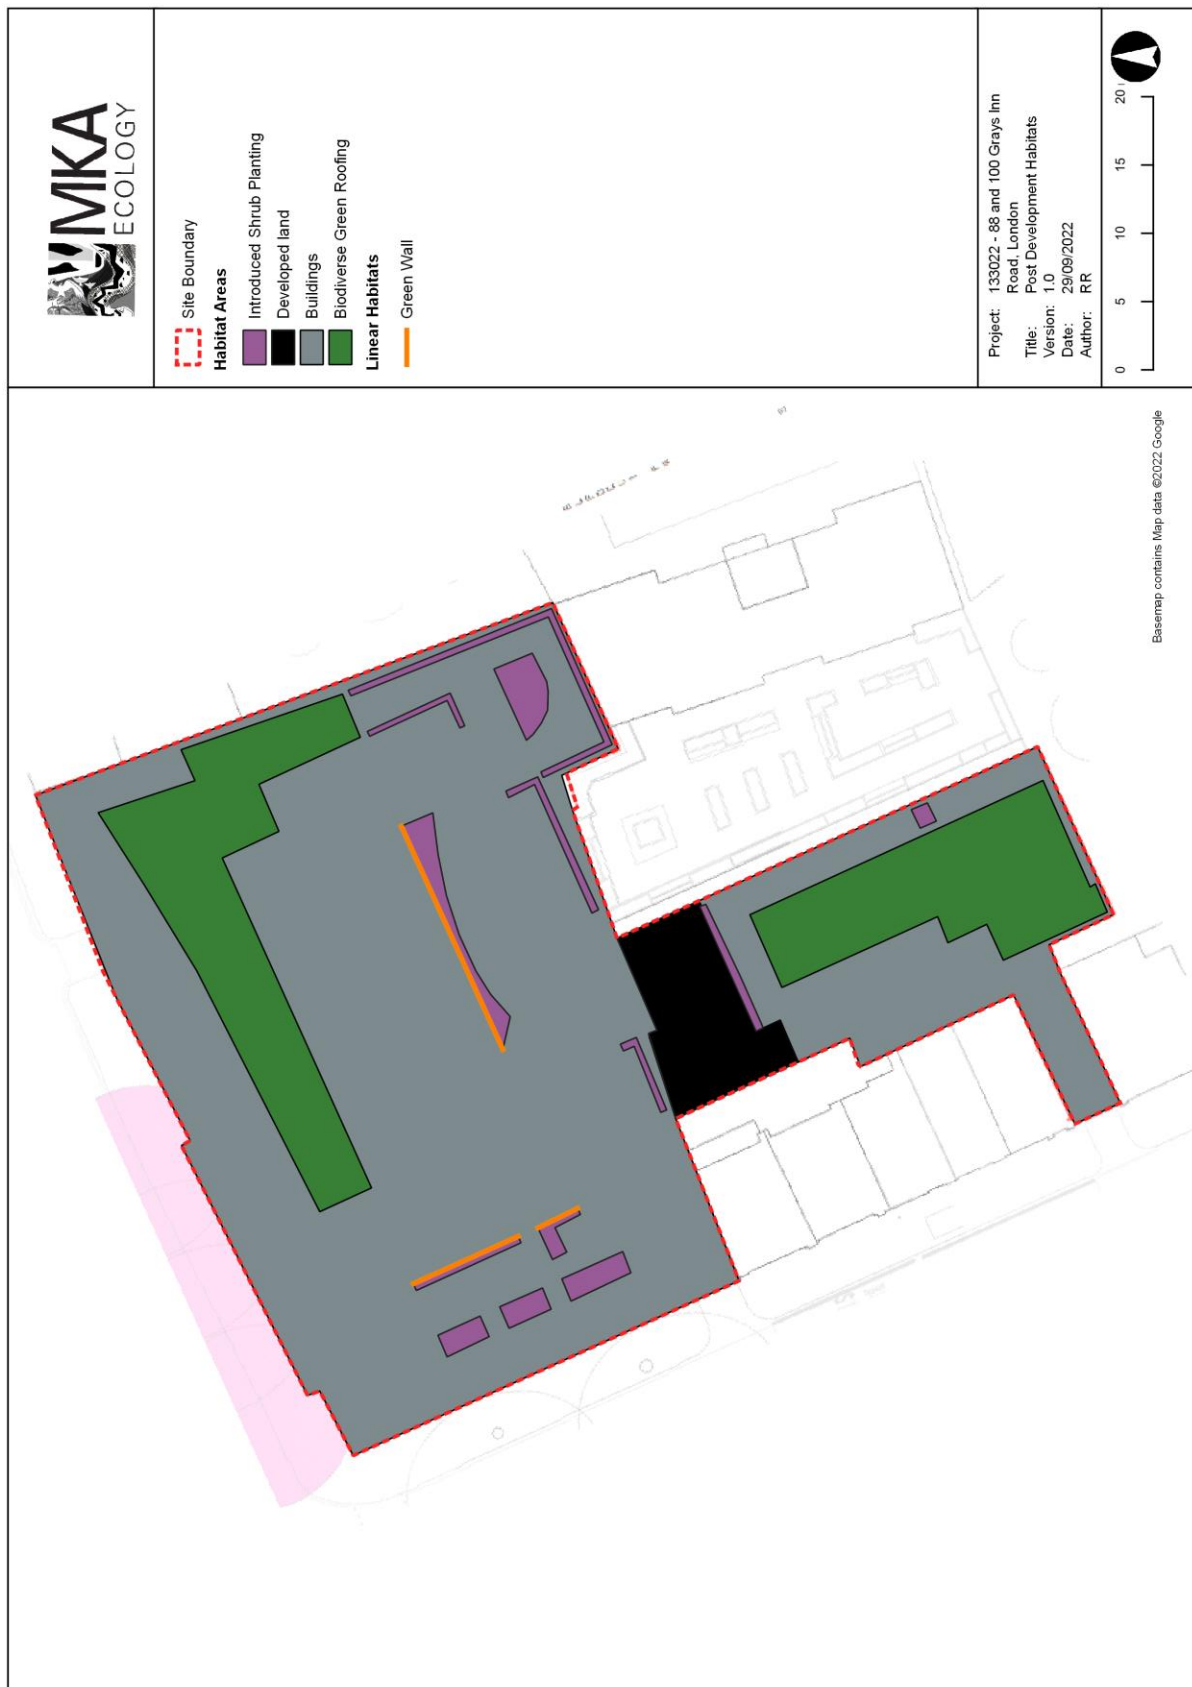 MKA
ECOLOGY
Site Boundary
Habitat Areas
Introduced Shrub Planting
Developed land
Buildings
Biodiverse Green Roofing
Linear Habitats
Green Wall
Project: 133022 - 88 and 100 Grays Inn
Road, London
Title: Post Development Habitats
Version: 1.0
Date: 29/09/2022
Author: RR
0 5 10 15 20
Basemap contains Map data ©2022 Google